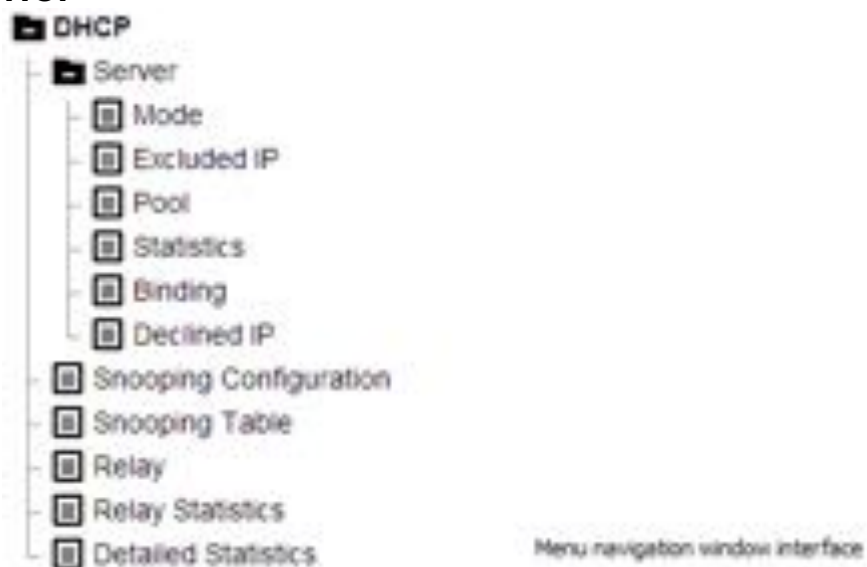 DHCP
Server
Mode
Excluded IP
Pool
Statistics
Binding
Declined IP
Snooping Configuration
Snooping Table
Relay
Relay Statistics
Detailed Statistics
Menu navigation window interface